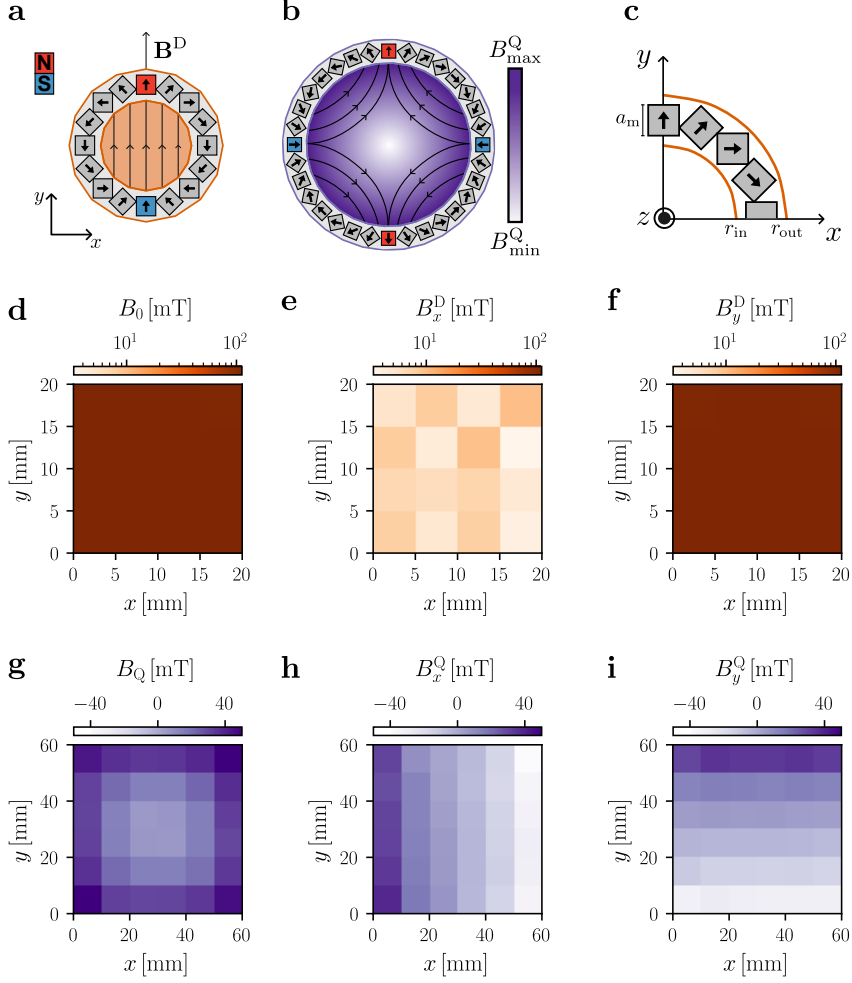 a
b
c
N
S
B^D
y
x
B^Q_max
B^Q_min
y
a_m
z
r_in
r_out
x
d
B_0 [mT]
10^1 10^2
20
15
10
5
0
y [mm]
0 5 10 15 20
x [mm]
e
B^D_x [mT]
10^1 10^2
20
15
10
5
0
y [mm]
0 5 10 15 20
x [mm]
f
B^D_y [mT]
10^1 10^2
20
15
10
5
0
y [mm]
0 5 10 15 20
x [mm]
g
B_Q [mT]
−40 0 40
60
40
20
0
y [mm]
0 20 40 60
x [mm]
h
B^Q_x [mT]
−40 0 40
60
40
20
0
y [mm]
0 20 40 60
x [mm]
i
B^Q_y [mT]
−40 0 40
60
40
20
0
y [mm]
0 20 40 60
x [mm]